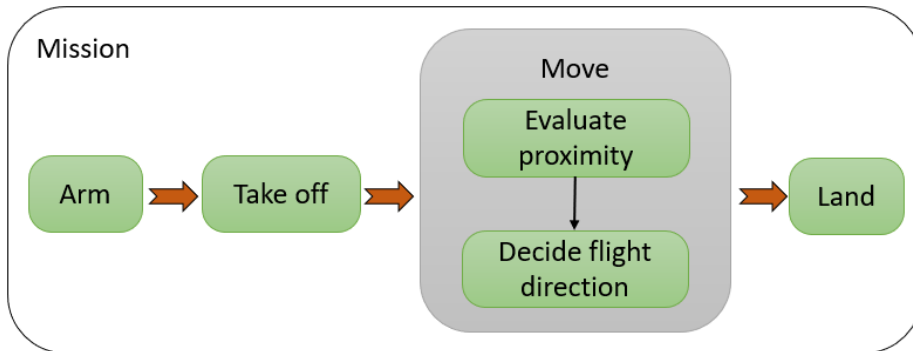 Mission
Move
Evaluate
proximity
Arm
Take off
Land
Decide flight
direction